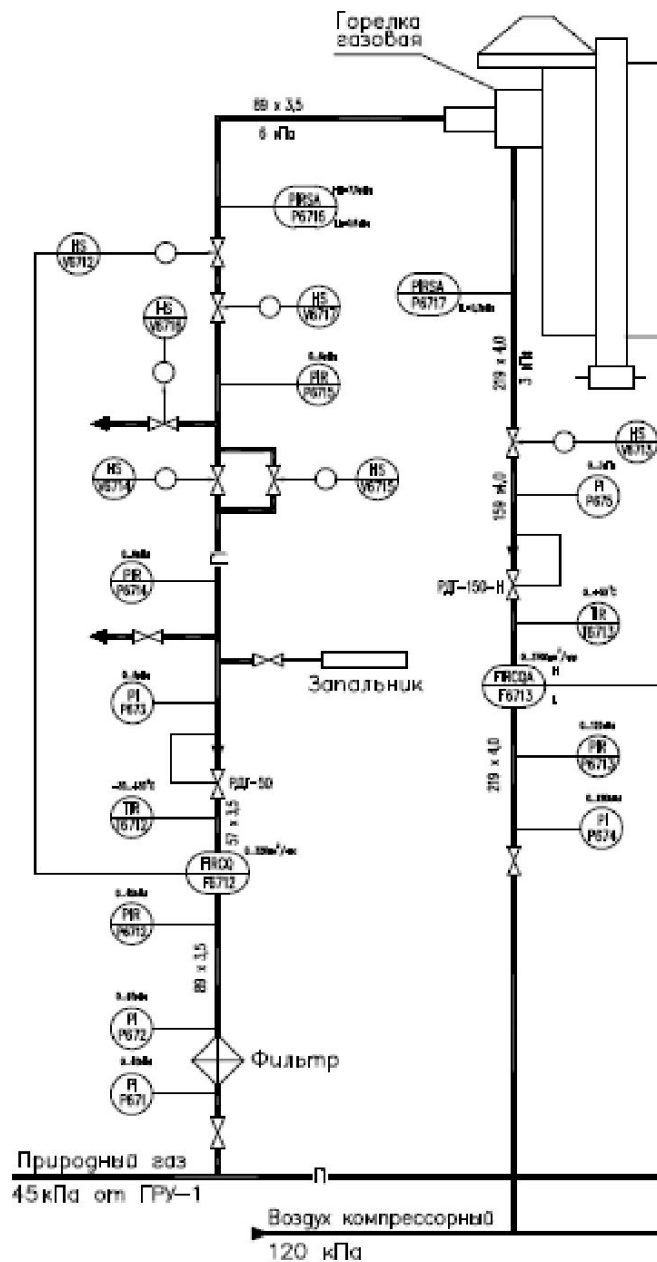 Горелка
газовая
89 x 3,5
6 кПа
PIRSA
P6716
HS
V6712
PIRSA
P6717
HS
V6717
HS
V6716
219 x 4,0
3 кПа
PIR
P6715
HS
V6713
HS
V6714
HS
V6715
159 x4,0
PI
P675
PIR
P6714
РДГ-150-Н
TIR
T6713
Запальник
FIRCQA
F6713
H
L
PI
P673
219 x 4,0
PIR
P6713
РДГ-50
TIR
T6712
57 x 3,5
PI
P674
FIRCQ
F6712
PIR
P6712
89 x 3,5
PI
P672
Фильтр
PI
P671
Природный газ
П
45кПа от ГРУ-1
Воздух компрессорный
120 кПа